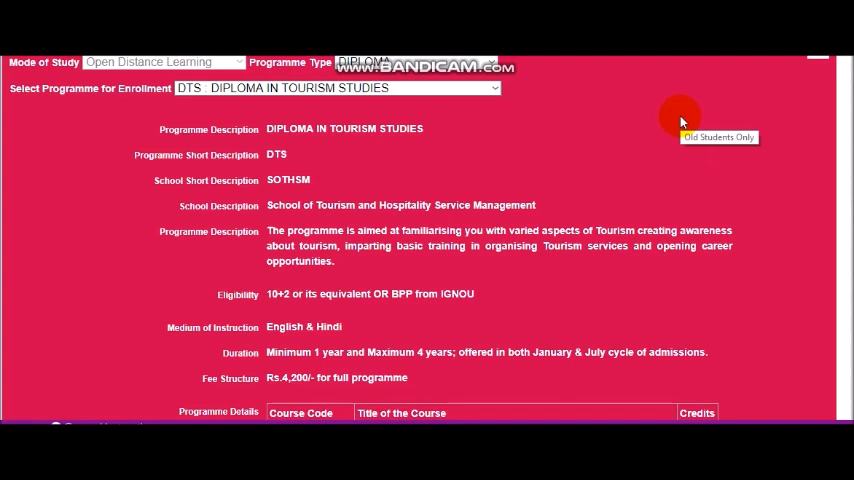 Mode of Study Open Distance Learning Programme Type DIPLOMA
www.BANDICAM.COM
Select Programme for Enrollment DTS : DIPLOMA IN TOURISM STUDIES
Programme Description DIPLOMA IN TOURISM STUDIES
Old Students Only
Programme Short Description DTS
School Short Description SOTHSM
School Description School of Tourism and Hospitality Service Management
Programme Description The programme is aimed at familiarising you with varied aspects of Tourism creating awareness
about tourism, imparting basic training in organising Tourism services and opening career
opportunities.
Eligibility 10+2 or its equivalent OR BPP from IGNOU
Medium of Instruction English & Hindi
Duration Minimum 1 year and Maximum 4 years; offered in both January & July cycle of admissions.
Fee Structure Rs.4,200/- for full programme
Programme Details Course Code Title of the Course Credits